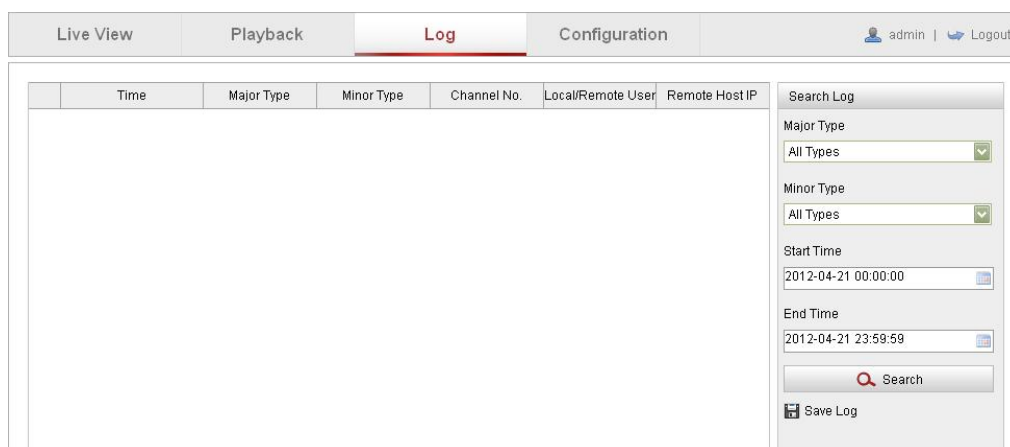 Live View Playback Log Configuration admin | Logout
Time Major Type Minor Type Channel No. Local/Remote User Remote Host IP
Search Log
Major Type
All Types
Minor Type
All Types
Start Time
2012-04-21 00:00:00
End Time
2012-04-21 23:59:59
Search
Save Log